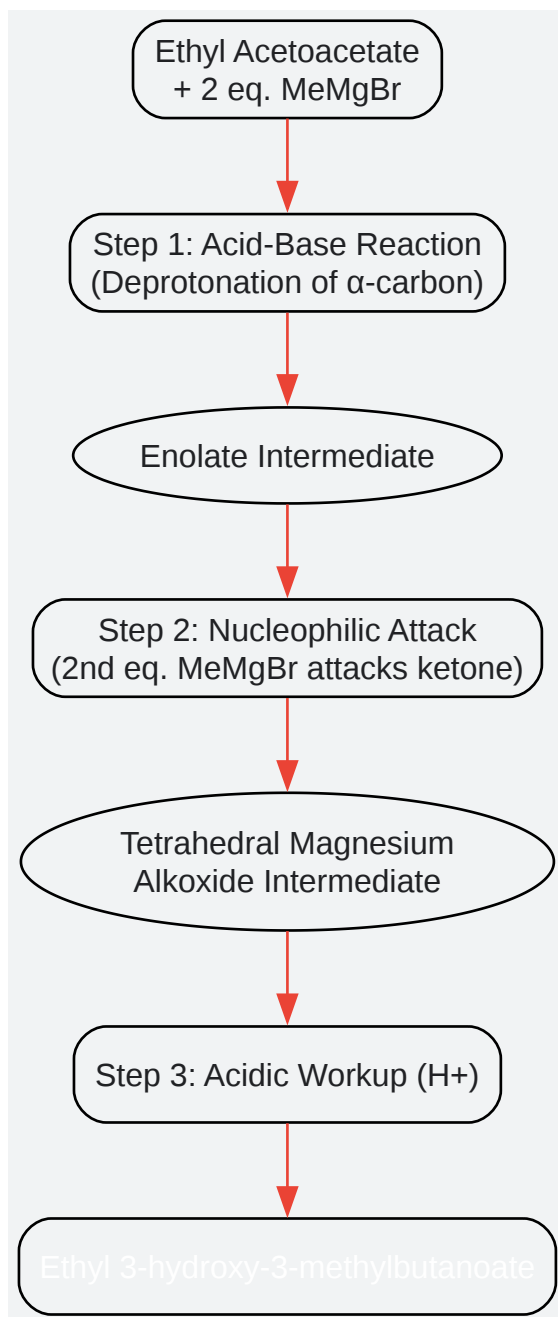 Ethyl Acetoacetate
+ 2 eq. MeMgBr
Step 1: Acid-Base Reaction
(Deprotonation of α-carbon)
Enolate Intermediate
Step 2: Nucleophilic Attack
(2nd eq. MeMgBr attacks ketone)
Tetrahedral Magnesium
Alkoxide Intermediate
Step 3: Acidic Workup (H+)
Ethyl 3-hydroxy-3-methylbutanoate